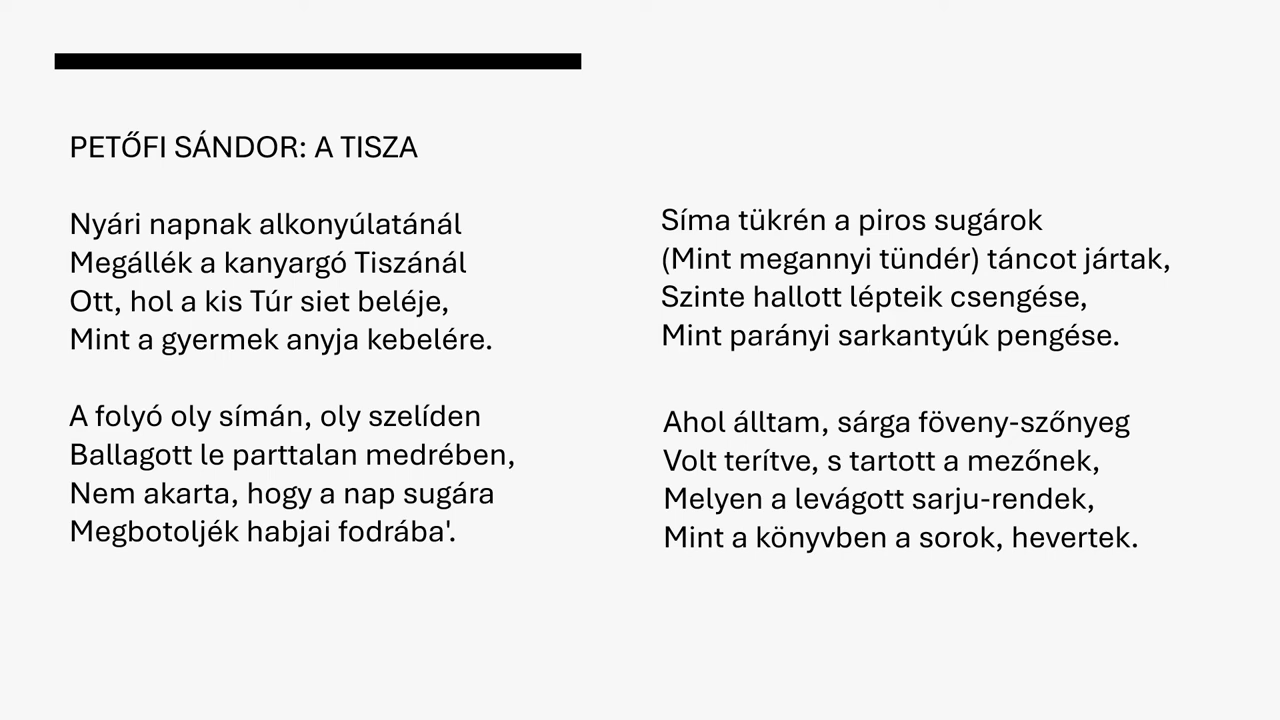 PETŐFI SÁNDOR: A TISZA
Nyári napnak alkonyúlatánál
Megállék a kanyargó Tiszánál
Ott, hol a kis Túr siet beléje,
Mint a gyermek anyja kebelére.
A folyó oly símán, oly szelíden
Ballagott le parttalan medrében,
Nem akarta, hogy a nap sugára
Megbotoljék habjai fodrába'.
Síma tükrén a piros sugárok
(Mint megannyi tündér) táncot jártak,
Szinte hallott lépteik csengése,
Mint parányi sarkantyúk pengése.
Ahol álltam, sárga föveny-szőnyeg
Volt terítve, s tartott a mezőnek,
Melyen a levágott sarju-rendek,
Mint a könyvben a sorok, hevertek.